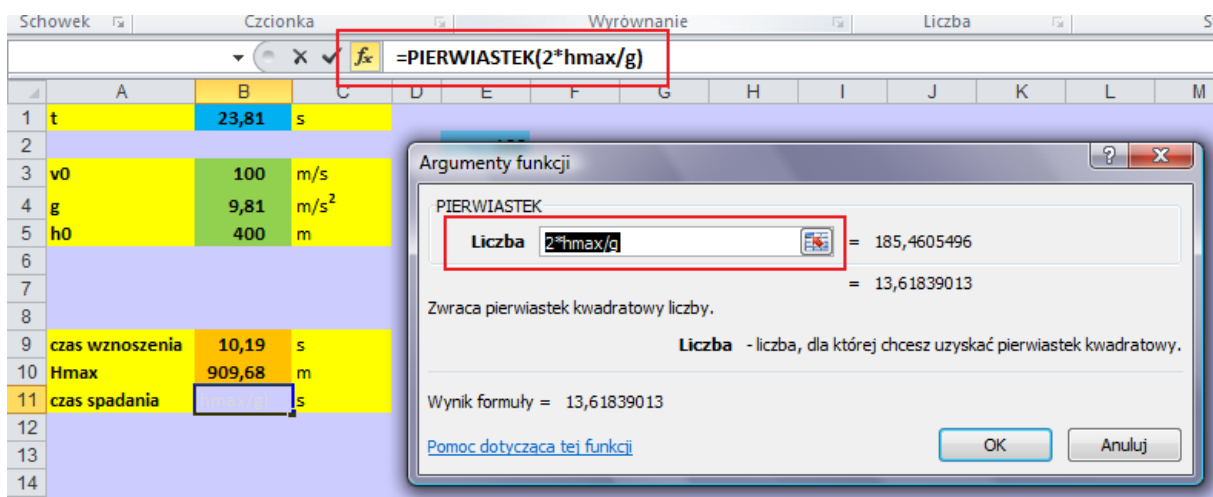 Schowek Czcionka Wyrównanie Liczba
fx =PIERWIASTEK(2*hmax/g)
A B C D E F G H I J K L M
1 t 23,81 s
2
3 v0 100 m/s
4 g 9,81 m/s²
5 h0 400 m
6
7
8
9 czas wznoszenia 10,19 s
10 Hmax 909,68 m
11 czas spadania hmax/g) s
12
13
14
Argumenty funkcji
PIERWIASTEK
Liczba 2*hmax/g = 185,4605496
= 13,61839013
Zwraca pierwiastek kwadratowy liczby.
Liczba - liczba, dla której chcesz uzyskać pierwiastek kwadratowy.
Wynik formuły = 13,61839013
Pomoc dotycząca tej funkcji OK Anuluj